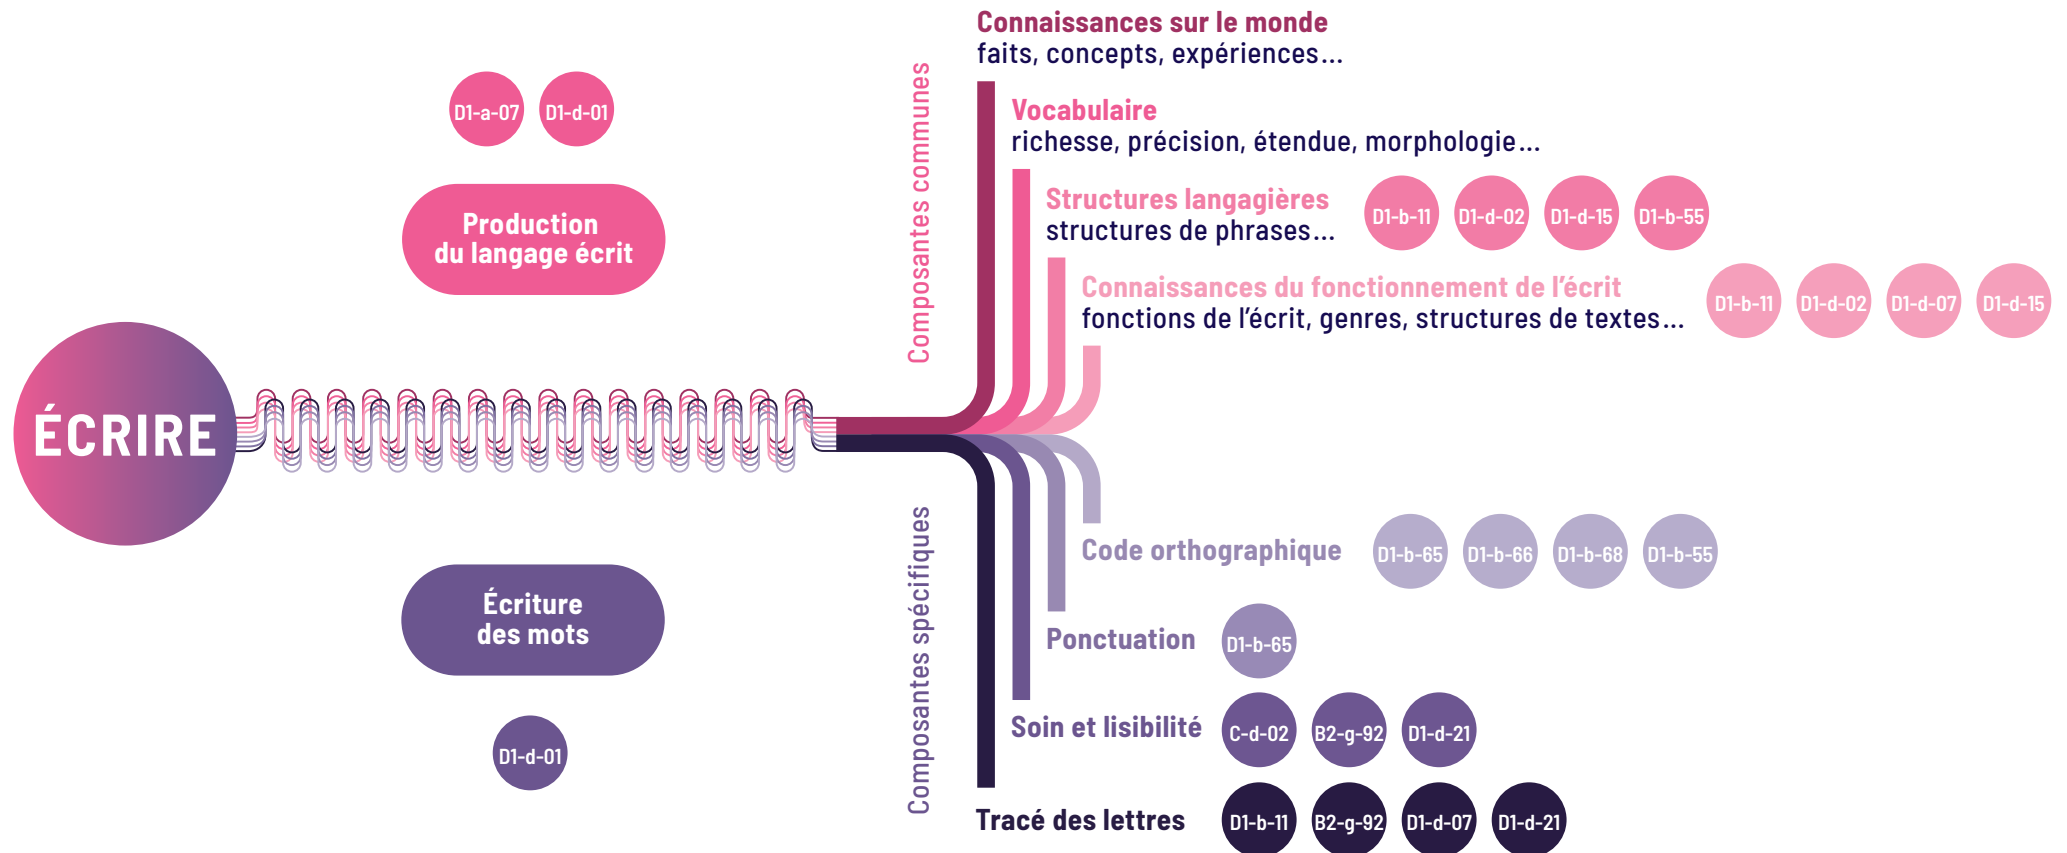 Connaissances sur le monde
faits, concepts, expériences…
D1-a-07 D1-d-01
Vocabulaire
richesse, précision, étendue, morphologie…
Production
du langage écrit
Composantes communes
Structures langagières
structures de phrases…
D1-b-11 D1-d-02 D1-d-15 D1-b-55
Connaissances du fonctionnement de l’écrit
fonctions de l’écrit, genres, structures de textes…
D1-b-11 D1-d-02 D1-d-07 D1-d-15
ÉCRIRE
Écriture
des mots
D1-d-01
Composantes spécifiques
Code orthographique
D1-b-65 D1-b-66 D1-b-68 D1-b-55
Ponctuation
D1-b-65
Soin et lisibilité
C-d-02 B2-g-92 D1-d-21
Tracé des lettres
D1-b-11 B2-g-92 D1-d-07 D1-d-21